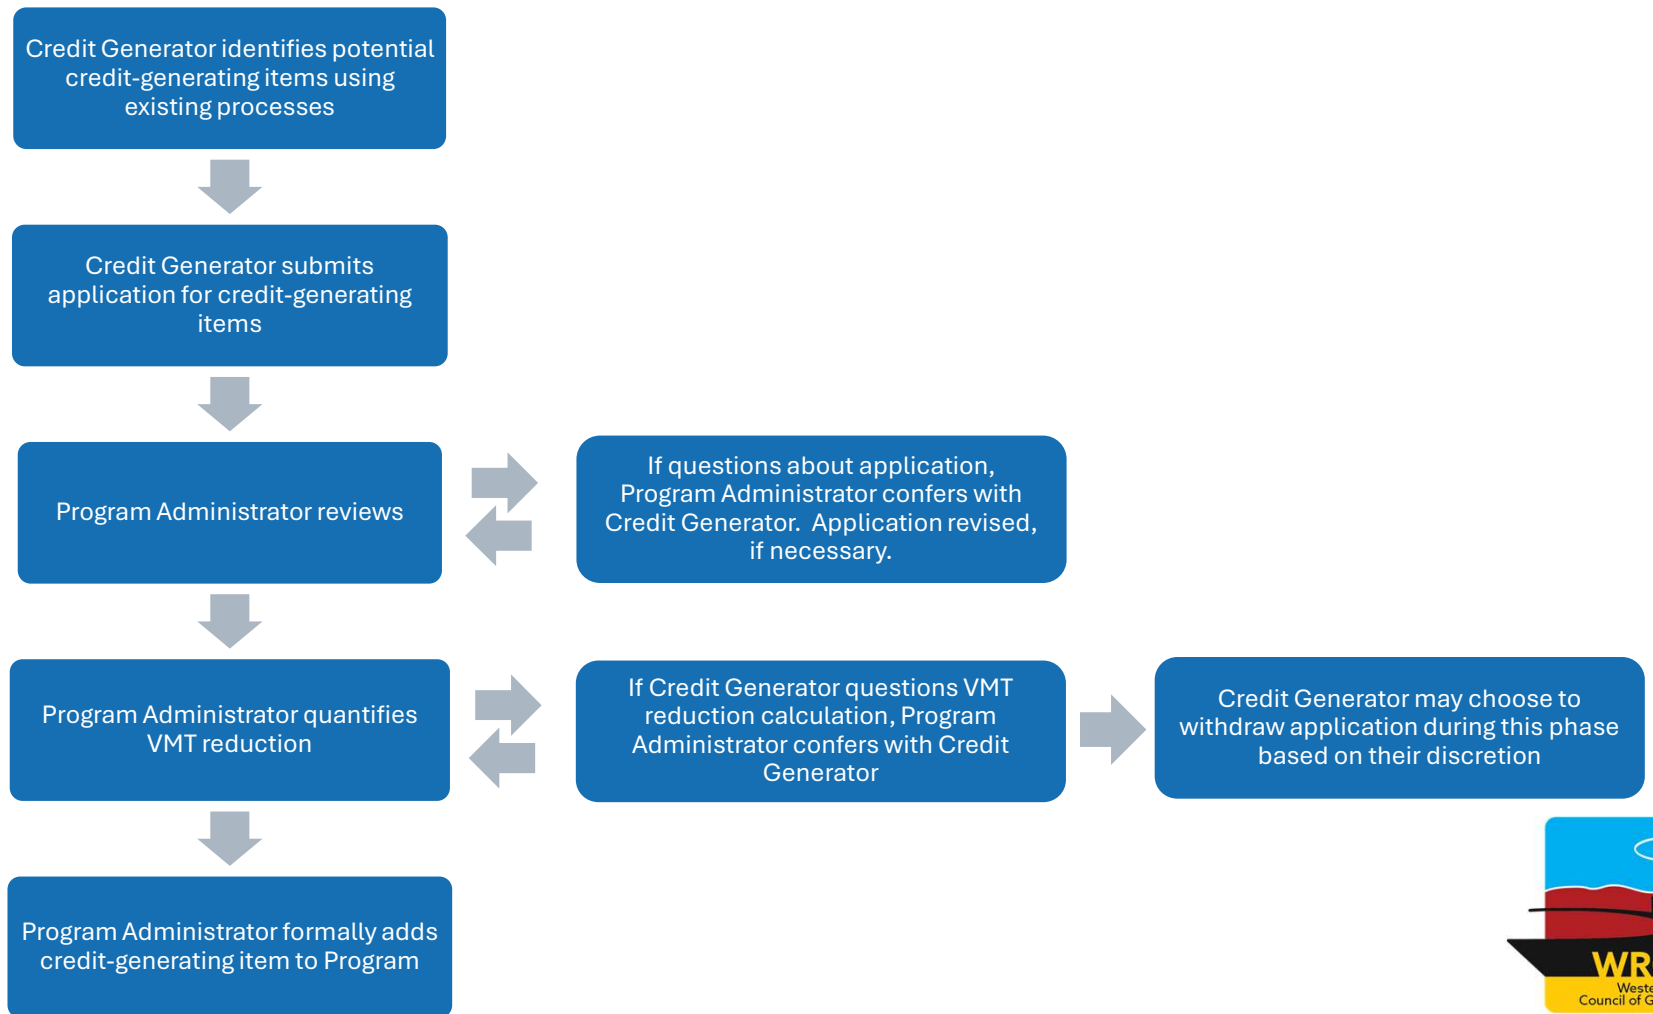 Credit Generator identifies potential
credit-generating items using
existing processes
Credit Generator submits
application for credit-generating
items
Program Administrator reviews
If questions about application,
Program Administrator confers with
Credit Generator. Application revised,
if necessary.
Program Administrator quantifies
VMT reduction
If Credit Generator questions VMT
reduction calculation, Program
Administrator confers with Credit
Generator
Credit Generator may choose to
withdraw application during this phase
based on their discretion
Program Administrator formally adds
credit-generating item to Program
Council of